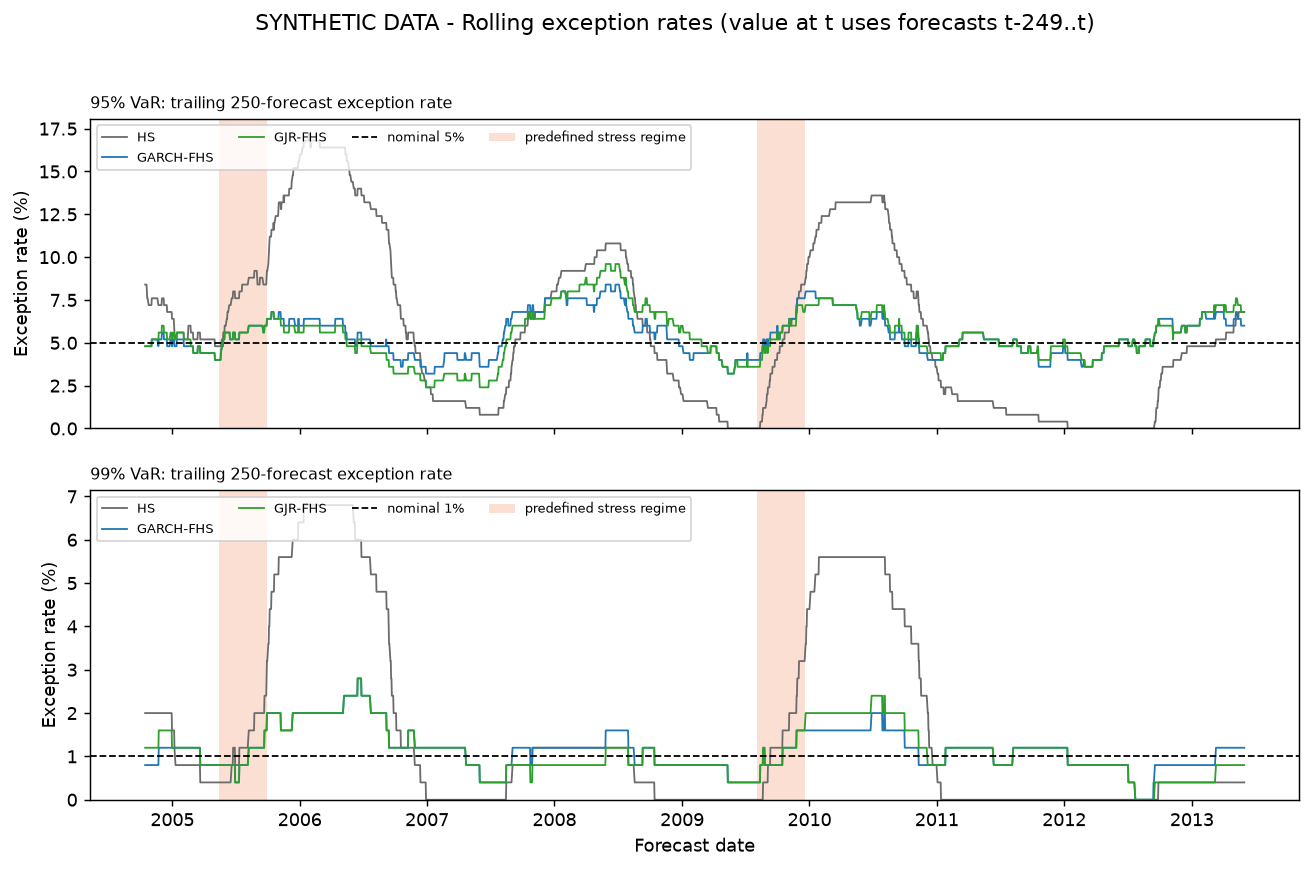 SYNTHETIC DATA - Rolling exception rates (value at t uses forecasts t-249..t)
95% VaR: trailing 250-forecast exception rate
HS GJR-FHS nominal 5% predefined stress regime
GARCH-FHS
17.5
15.0
12.5
10.0
7.5
5.0
2.5
0.0
Exception rate (%)
99% VaR: trailing 250-forecast exception rate
HS GJR-FHS nominal 1% predefined stress regime
GARCH-FHS
7
6
5
4
3
2
1
0
Exception rate (%)
2005 2006 2007 2008 2009 2010 2011 2012 2013
Forecast date